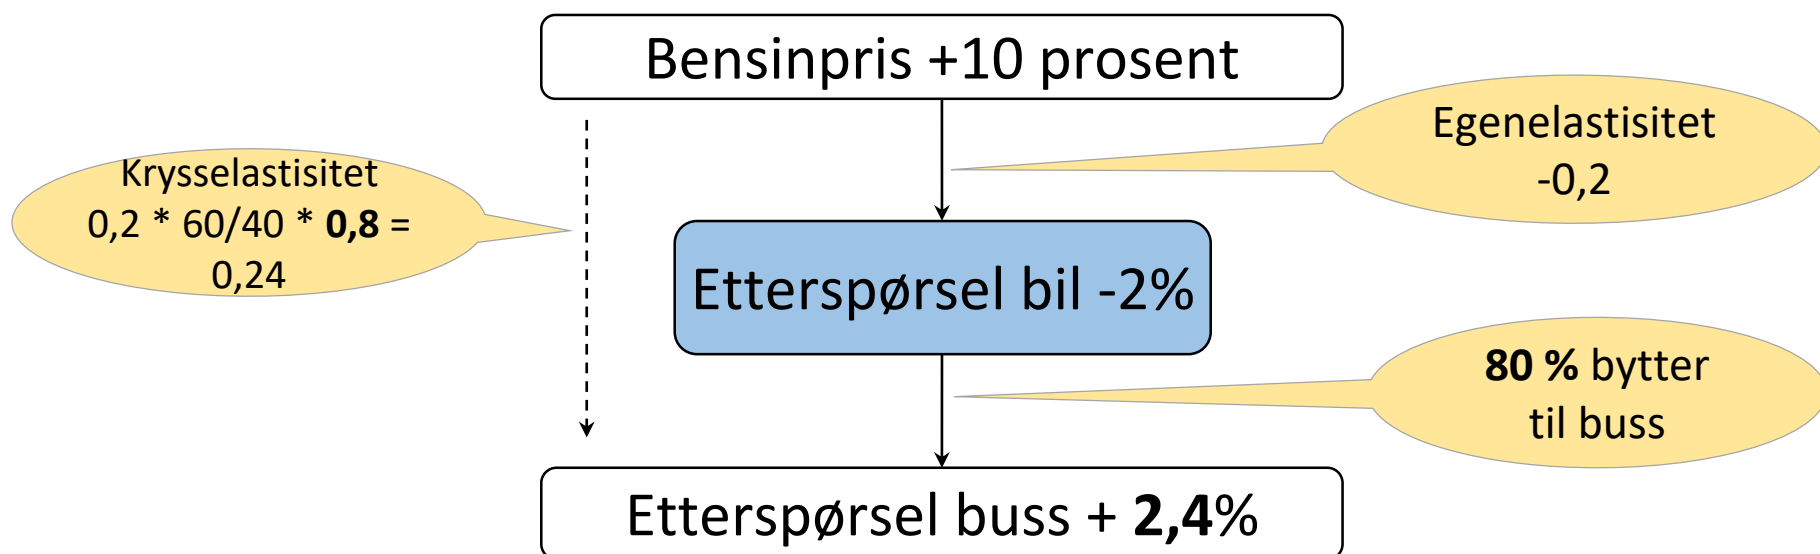 Bensinpris +10 prosent
Egenelastisitet
-0,2
Krysselastisitet
0,2 * 60/40 * 0,8 =
0,24
Etterspørsel bil -2%
80 % bytter
til buss
Etterspørsel buss + 2,4%